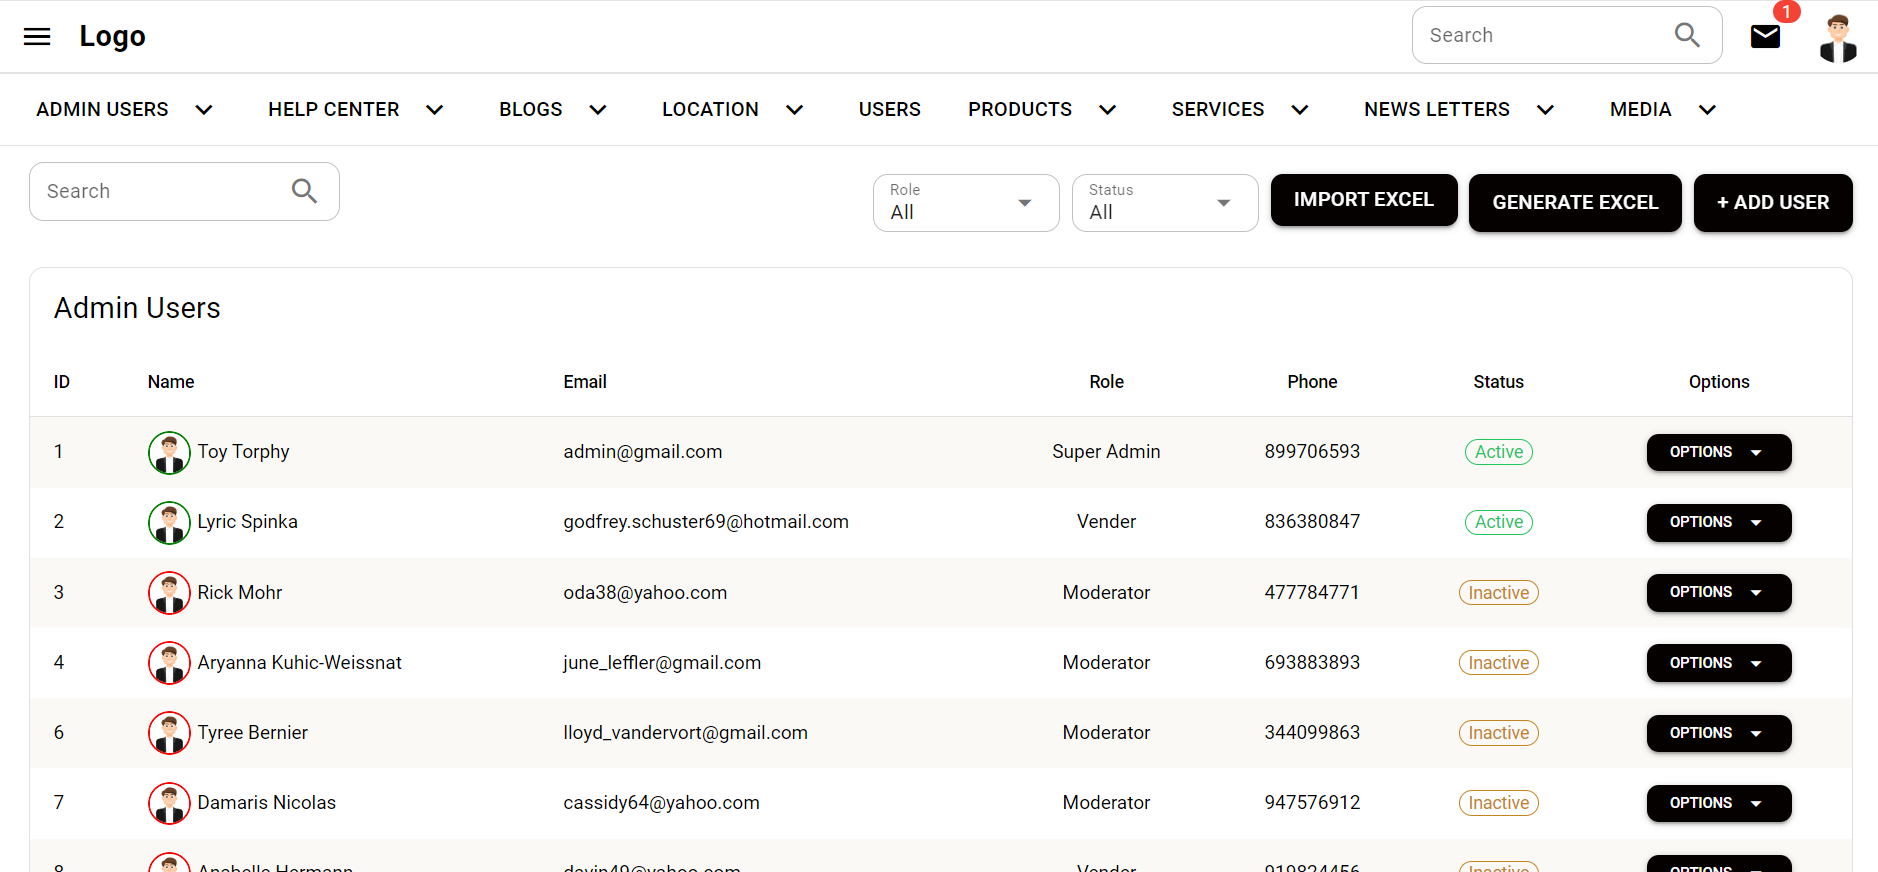 Logo
Search
1
ADMIN USERS HELP CENTER BLOGS LOCATION USERS PRODUCTS SERVICES NEWS LETTERS MEDIA
Search
Role
All
Status
All
IMPORT EXCEL
GENERATE EXCEL
+ ADD USER
Admin Users
ID Name Email Role Phone Status Options
1 Toy Torphy admin@gmail.com Super Admin 899706593 Active OPTIONS
2 Lyric Spinka godfrey.schuster69@hotmail.com Vender 836380847 Active OPTIONS
3 Rick Mohr oda38@yahoo.com Moderator 477784771 Inactive OPTIONS
4 Aryanna Kuhic-Weissnat june_leffler@gmail.com Moderator 693883893 Inactive OPTIONS
6 Tyree Bernier lloyd_vandervort@gmail.com Moderator 344099863 Inactive OPTIONS
7 Damaris Nicolas cassidy64@yahoo.com Moderator 947576912 Inactive OPTIONS
8 Hermann Vender 919824456 Inactive OPTIONS